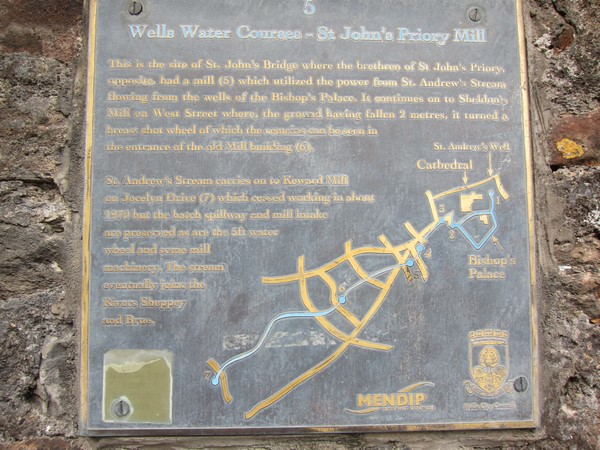 5
Wells Water Courses - St John's Priory Mill
This is the site of St. John's Bridge where the brethren of St John's Priory,
opposite, had a mill (5) which utilized the power from St. Andrew's Stream
flowing from the wells of the Bishop's Palace. It continues on to Sheldon's
Mill on West Street where, the ground having fallen 2 metres, it turned a
breast shot wheel of which the remains can be seen in
the entrance of the old Mill building (6).
St. Andrew's Stream carries on to Keward Mill
on Jocelyn Drive (7) which ceased working in about
1970 but the hatch spillway and mill intake
are preserved as are the 5ft water
wheel and some mill
machinery. The stream
eventually joins the
Rivers Sheppey
and Brue.
St. Andrew's Well
Cathedral
Bishop's
Palace
1
2
3
4
5
6
7
MENDIP